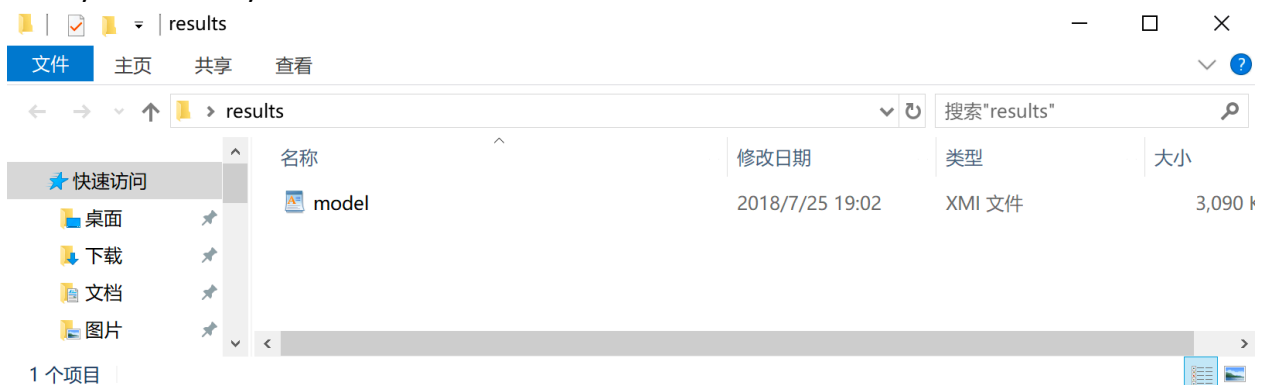 results
文件 主页 共享 查看
results 搜索"results"
名称 修改日期 类型 大小
快速访问
model 2018/7/25 19:02 XMI 文件 3,090 K
桌面
下载
文档
图片
1 个项目